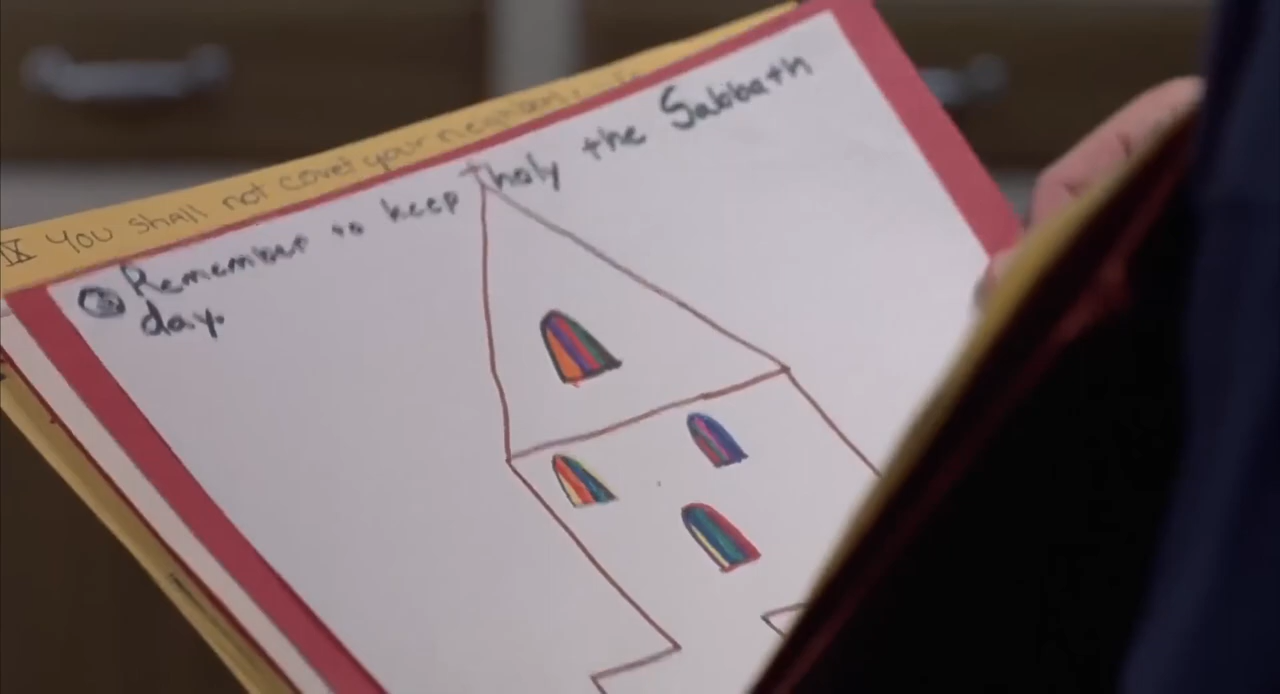 IX You shall not covet your neighbor's
③ Remember to keep holy the Sabbath
day.